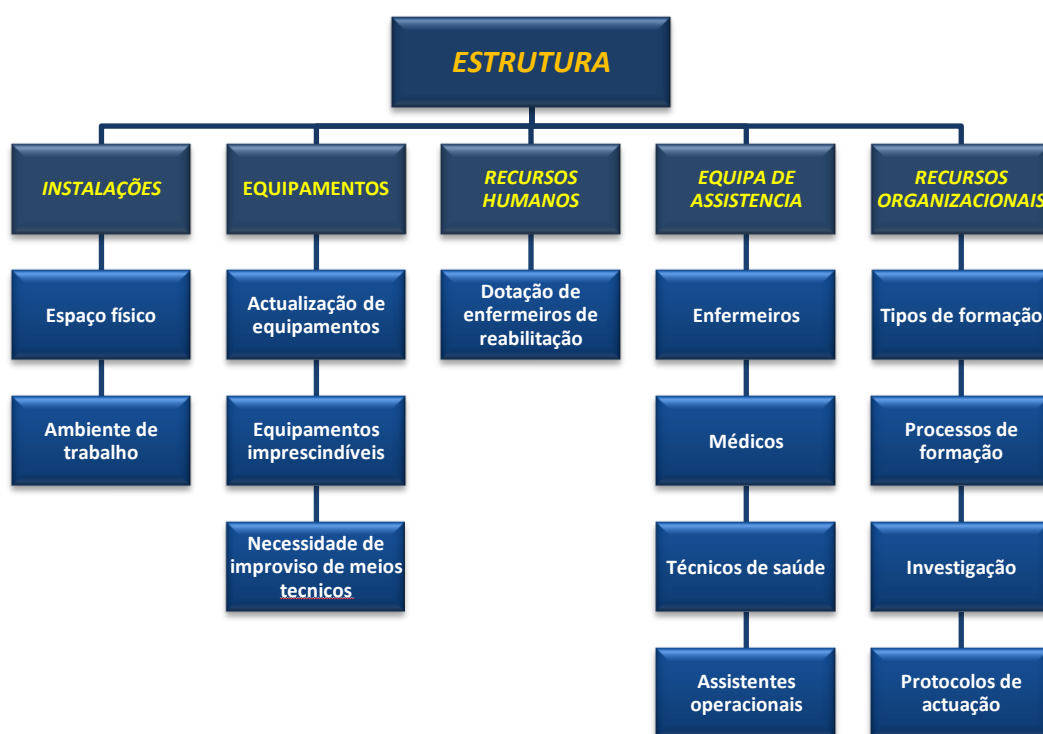 ESTRUTURA
INSTALAÇÕES
EQUIPAMENTOS
RECURSOS
HUMANOS
EQUIPA DE
ASSISTENCIA
RECURSOS
ORGANIZACIONAIS
Espaço físico
Actualização de
equipamentos
Dotação de
enfermeiros de
reabilitação
Enfermeiros
Tipos de formação
Ambiente de
trabalho
Equipamentos
imprescindíveis
Médicos
Processos de
formação
Necessidade de
improviso de meios
tecnicos
Técnicos de saúde
Investigação
Assistentes
operacionais
Protocolos de
actuação